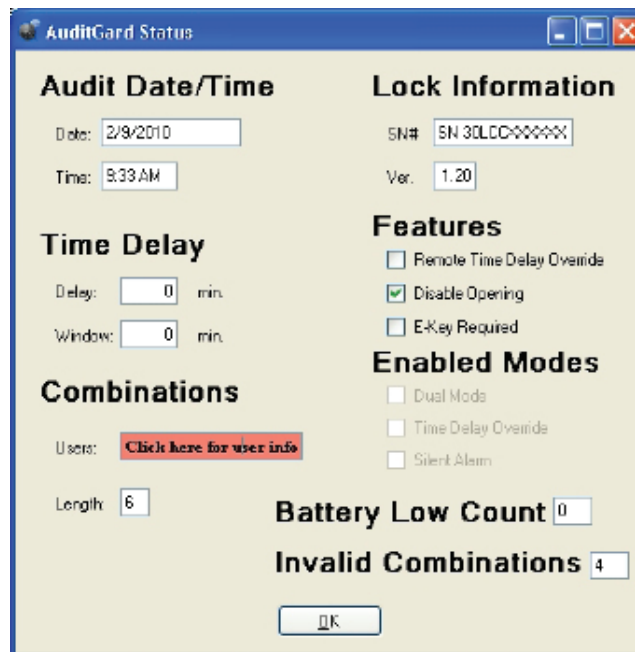 AuditGard Status
Audit Date/Time
Date: 2/9/2010
Time: 9:33 AM
Time Delay
Delay: 0 min.
Window: 0 min.
Combinations
Users: Click here for user info
Length: 6
Lock Information
SN#
Ver. 1.20
Features
Remote Time Delay Override
Disable Opening
E-Key Required
Enabled Modes
Dual Mode
Time Delay Override
Silent Alarm
Battery Low Count 0
Invalid Combinations 4
OK